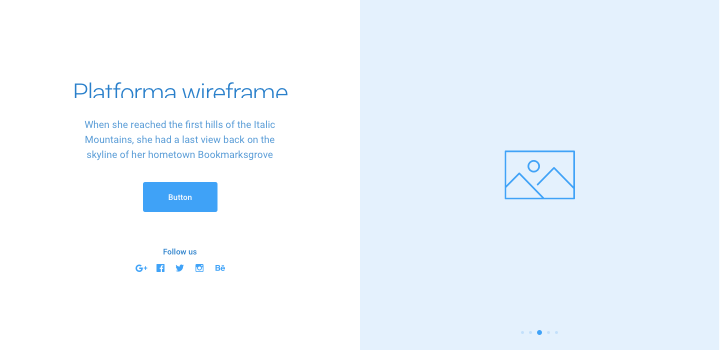 Platforma wireframe
When she reached the first hills of the Italic
Mountains, she had a last view back on the
skyline of her hometown Bookmarksgrove
Button
Follow us
G+ Bē